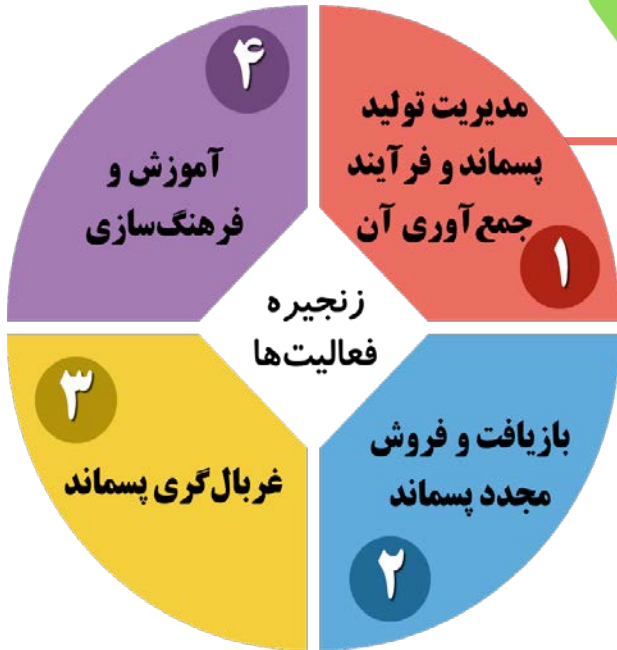 زنجیره
فعالیت‌ها
مدیریت تولید
پسماند و فرآیند
جمع‌آوری آن
۱
بازیافت و فروش
مجدد پسماند
۲
۳
غربال‌گری پسماند
۴
آموزش و
فرهنگ‌سازی